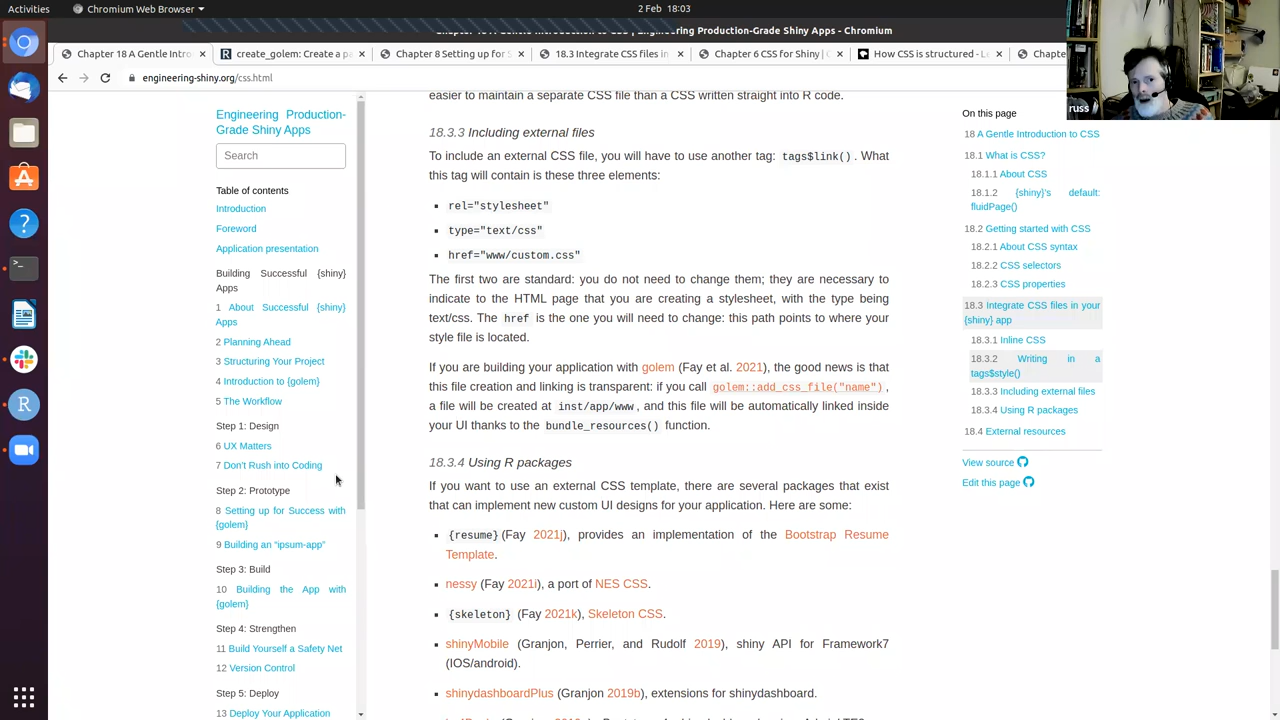 Activities
Chromium Web Browser
2 Feb 18:03
Engineering Production-Grade Shiny Apps - Chromium
Chapter 18 A Gentle Intro
create_golem: Create a pa
Chapter 8 Setting up for S
18.3 Integrate CSS files in
Chapter 6 CSS for Shiny | C
How CSS is structured - Le
Chapte
engineering-shiny.org/css.html
russ
Engineering Production-
Grade Shiny Apps
Search
Table of contents
Introduction
Foreword
Application presentation
Building Successful {shiny}
Apps
1 About Successful {shiny}
Apps
2 Planning Ahead
3 Structuring Your Project
4 Introduction to {golem}
5 The Workflow
Step 1: Design
6 UX Matters
7 Don't Rush into Coding
Step 2: Prototype
8 Setting up for Success with
{golem}
9 Building an “ipsum-app”
Step 3: Build
10 Building the App with
{golem}
Step 4: Strengthen
11 Build Yourself a Safety Net
12 Version Control
Step 5: Deploy
13 Deploy Your Application
easier to maintain a separate CSS file than a CSS written straight into R code.
18.3.3 Including external files
To include an external CSS file, you will have to use another tag: tags$link(). What
this tag will contain is these three elements:
rel="stylesheet"
type="text/css"
href="www/custom.css"
The first two are standard: you do not need to change them; they are necessary to
indicate to the HTML page that you are creating a stylesheet, with the type being
text/css. The href is the one you will need to change: this path points to where your
style file is located.
If you are building your application with golem (Fay et al. 2021), the good news is that
this file creation and linking is transparent: if you call golem::add_css_file("name"),
a file will be created at inst/app/www, and this file will be automatically linked inside
your UI thanks to the bundle_resources() function.
18.3.4 Using R packages
If you want to use an external CSS template, there are several packages that exist
that can implement new custom UI designs for your application. Here are some:
{resume} (Fay 2021j), provides an implementation of the Bootstrap Resume
Template.
nessy (Fay 2021i), a port of NES CSS.
{skeleton} (Fay 2021k), Skeleton CSS.
shinyMobile (Granjon, Perrier, and Rudolf 2019), shiny API for Framework7
(IOS/android).
shinydashboardPlus (Granjon 2019b), extensions for shinydashboard.
On this page
18 A Gentle Introduction to CSS
18.1 What is CSS?
18.1.1 About CSS
18.1.2 {shiny}'s default:
fluidPage()
18.2 Getting started with CSS
18.2.1 About CSS syntax
18.2.2 CSS selectors
18.2.3 CSS properties
18.3 Integrate CSS files in your
{shiny} app
18.3.1 Inline CSS
18.3.2 Writing in a
tags$style()
18.3.3 Including external files
18.3.4 Using R packages
18.4 External resources
View source
Edit this page